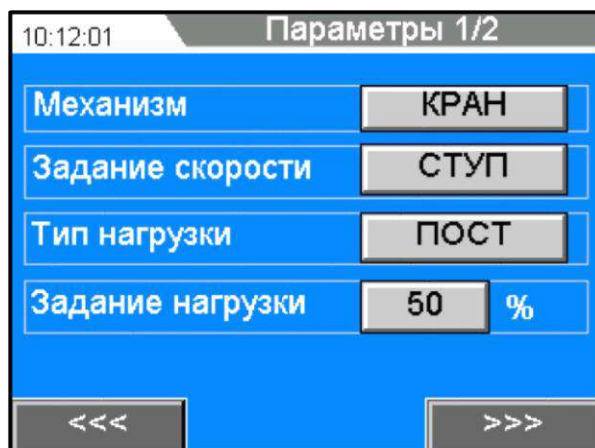 10:12:01 Параметры 1/2
Механизм КРАН
Задание скорости СТУП
Тип нагрузки ПОСТ
Задание нагрузки 50 %
<<< >>>